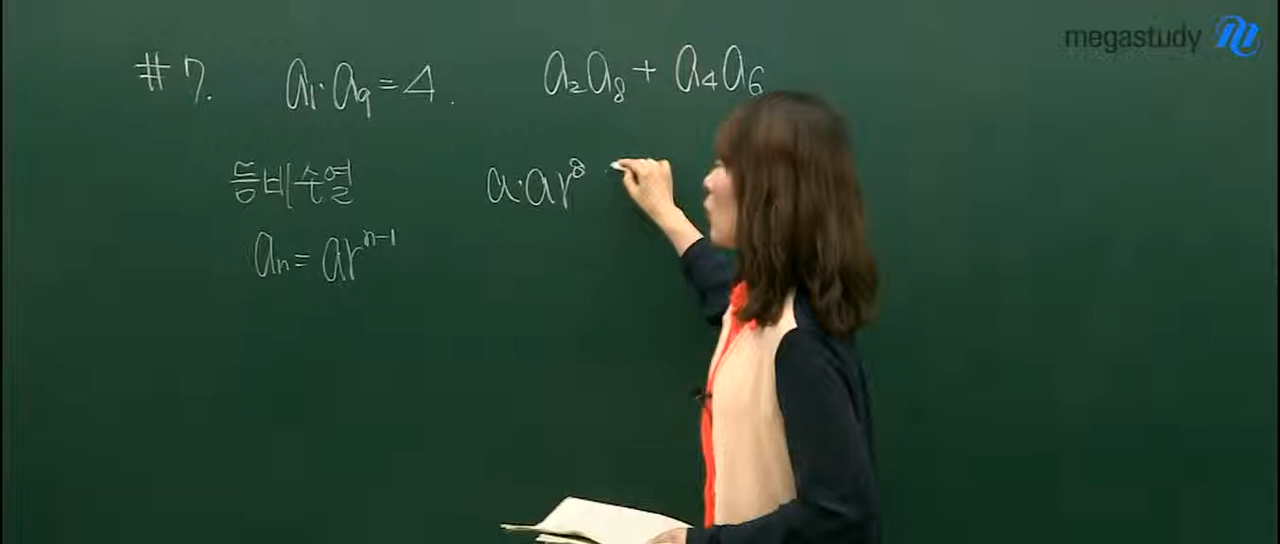 megastudy
#7. a₁·a₉=4. a₂a₈+a₄a₆
등비수열 a·ar⁸
aₙ=arⁿ⁻¹